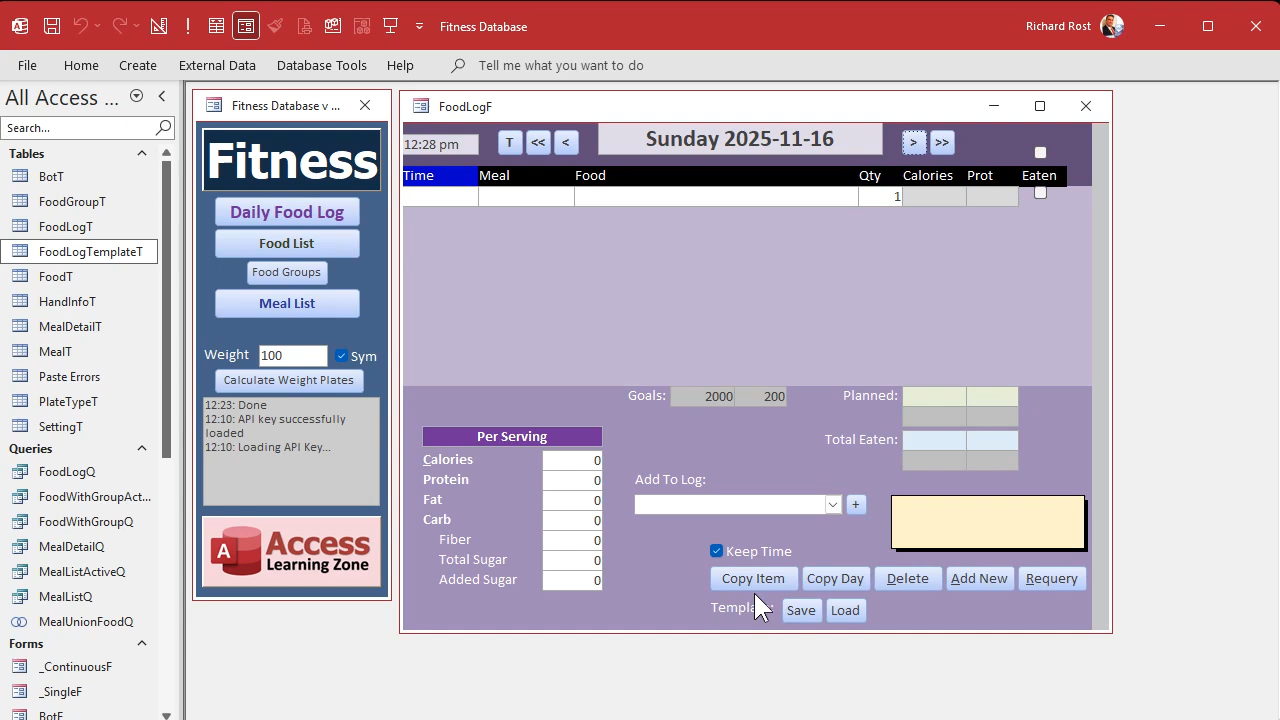 Fitness Database
Richard Rost
File Home Create External Data Database Tools Help Tell me what you want to do
All Access ...
Search...
Tables
BotT
FoodGroupT
FoodLogT
FoodLogTemplateT
FoodT
HandInfoT
MealDetailT
MealT
Paste Errors
PlateTypeT
SettingT
Queries
FoodLogQ
FoodWithGroupAct...
FoodWithGroupQ
MealDetailQ
MealListActiveQ
MealListQ
MealUnionFoodQ
Forms
_ContinuousF
_SingleF
BotF
Fitness Database v ...
Fitness
Daily Food Log
Food List
Food Groups
Meal List
Weight 100 Sym
Calculate Weight Plates
12:23: Done
12:10: API key successfully
loaded
12:10: Loading API Key...
Access
Learning Zone
FoodLogF
12:28 pm T << < Sunday 2025-11-16 > >>
Time Meal Food Qty Calories Prot Eaten
1
Goals: 2000 200 Planned:
Total Eaten:
Per Serving
Calories 0
Protein 0
Fat 0
Carb 0
Fiber 0
Total Sugar 0
Added Sugar 0
Add To Log:
+
Keep Time
Copy Item Copy Day Delete Add New Requery
Save Load